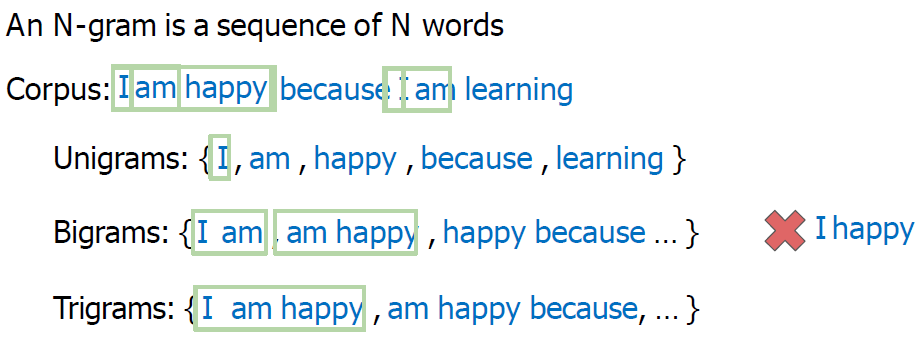 An N-gram is a sequence of N words
Corpus: I am happy because I am learning
Unigrams: { I , am , happy , because , learning }
Bigrams: { I am , am happy , happy because ... }
I happy
Trigrams: { I am happy , am happy because, ... }